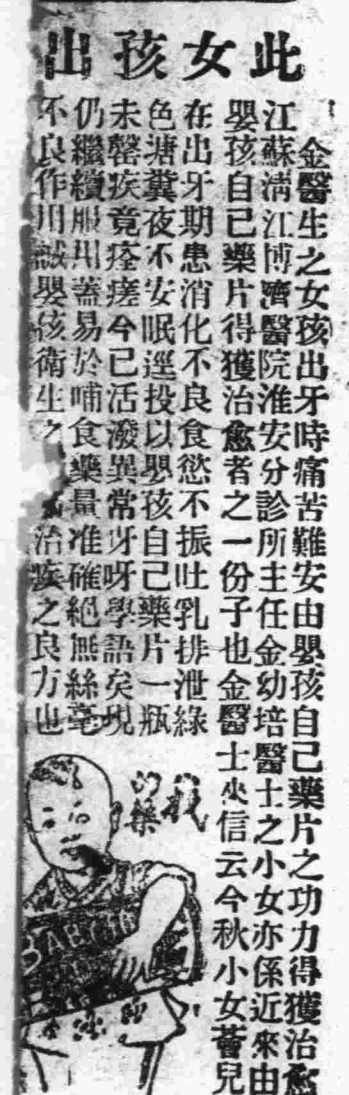 此女孩出
金醫生之女孩出牙時痛苦難安由嬰孩自己藥片之功力得獲治愈
江蘇淸江博濟醫院淮安分診所主任金幼培醫士之小女亦係近來由
嬰孩自己藥片得獲治愈者之一份子也金醫士來信云今秋小女薈兒
在出牙期患消化不良食慾不振吐乳排泄綠
色溏糞夜不安眠逕投以嬰孩自己藥片一瓶
未罄疾竟痊瘥今已活潑異常牙呀學語矣現
仍繼續服用蓋易於哺食藥量准確絕無絲毫
不良作用誠嬰孩衛生之治疾之良方也
我
的藥
BABY